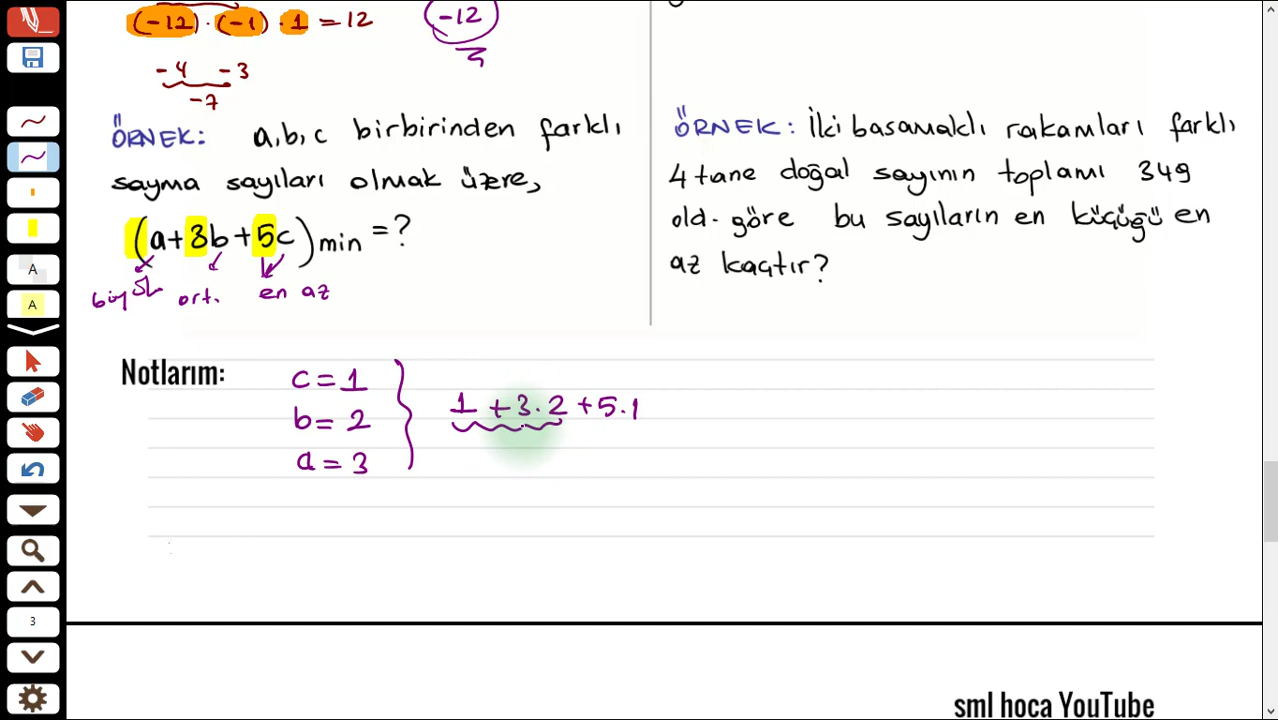 (-12) · (-1) · 1 = 12
-12
-4 -3
-7
ÖRNEK: a, b, c birbirinden farklı
sayma sayıları olmak üzere,
(a+3b+5c)min = ?
ort. en az
ÖRNEK: İki basamaklı rakamları farklı
4 tane doğal sayının toplamı 349
old. göre bu sayıların en küçüğü en
az kaçtır?
Notlarım:
c = 1
b = 2
a = 3
1 + 3.2 + 5.1
A
A
3
sml hoca YouTube